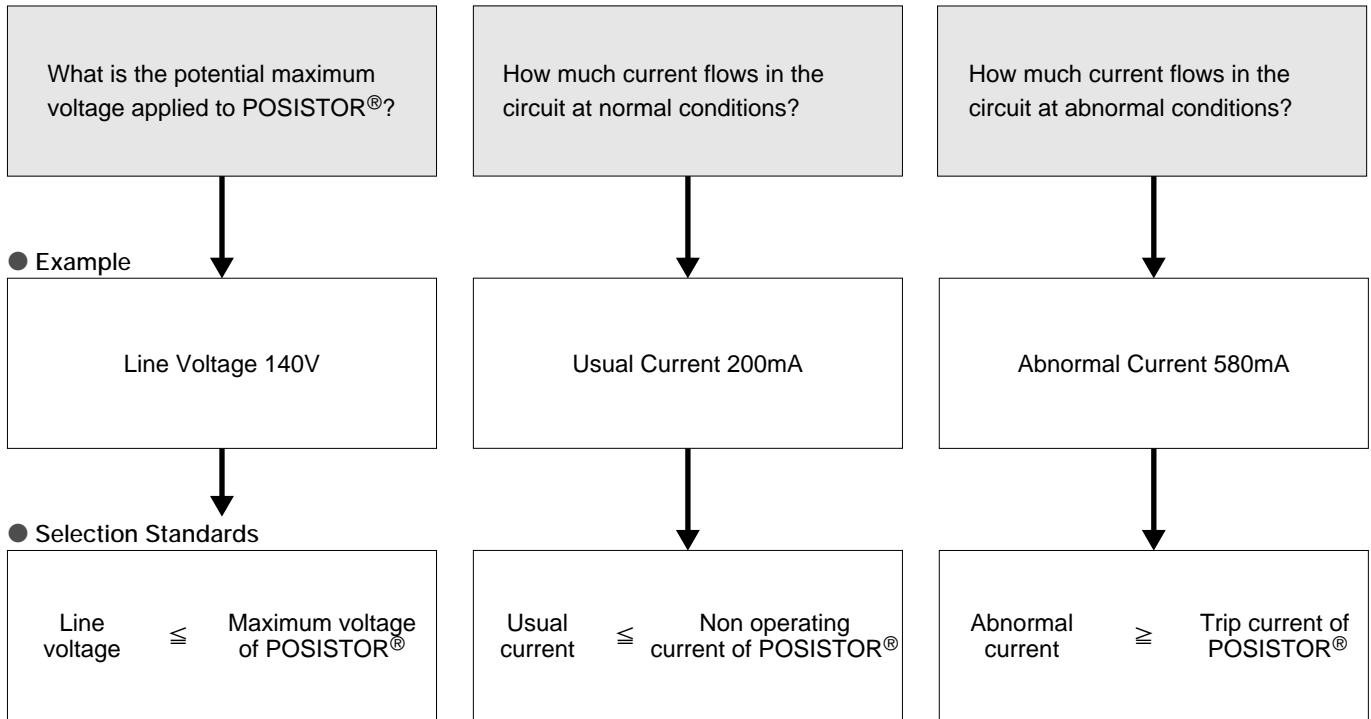 What is the potential maximum
voltage applied to POSISTOR®?
How much current flows in the
circuit at normal conditions?
How much current flows in the
circuit at abnormal conditions?
● Example
Line Voltage 140V
Usual Current 200mA
Abnormal Current 580mA
● Selection Standards
Line
voltage
≦
Maximum voltage
of POSISTOR®
Usual
current
≦
Non operating
current of POSISTOR®
Abnormal
current
≧
Trip current of
POSISTOR®